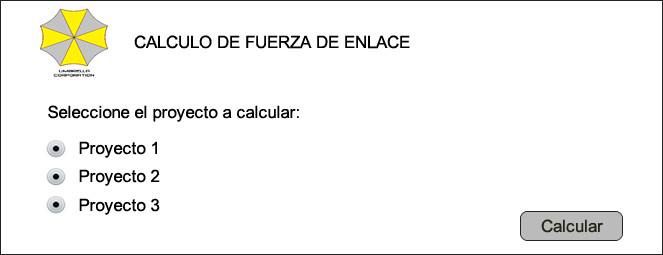 CALCULO DE FUERZA DE ENLACE
UMBRELLA
CORPORATION
Seleccione el proyecto a calcular:
Proyecto 1
Proyecto 2
Proyecto 3
Calcular